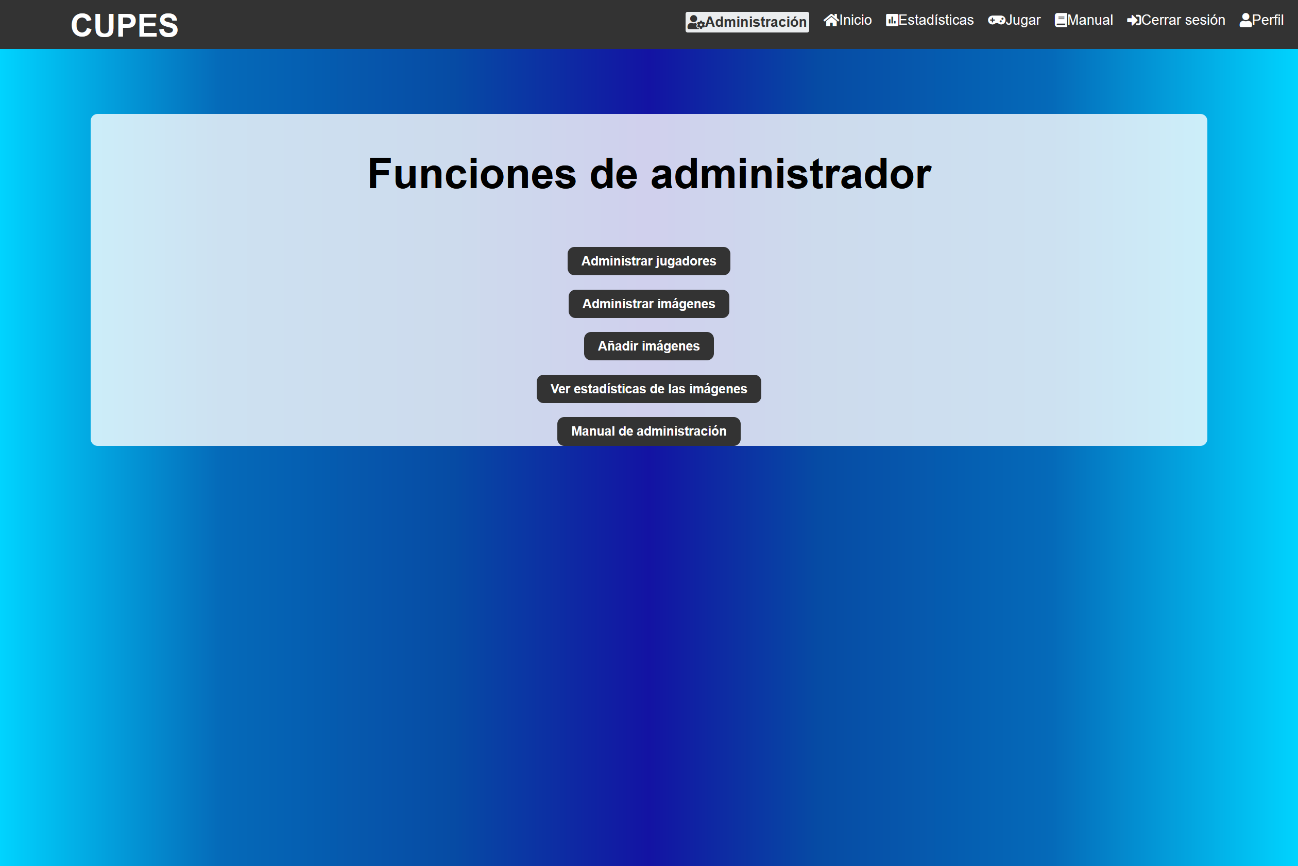 CUPES
Administración Inicio Estadísticas Jugar Manual Cerrar sesión Perfil
Funciones de administrador
Administrar jugadores
Administrar imágenes
Añadir imágenes
Ver estadísticas de las imágenes
Manual de administración